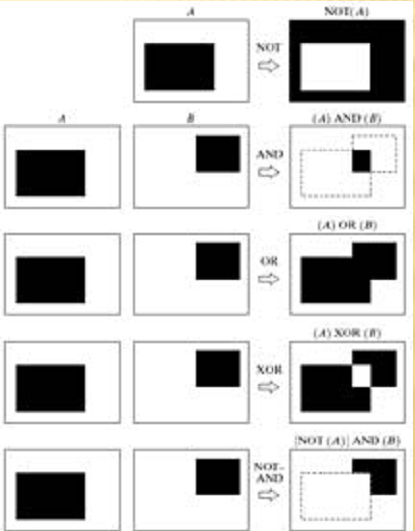 A NOT(A)
NOT
A B (A) AND (B)
AND
(A) OR (B)
OR
(A) XOR (B)
XOR
[NOT (A)] AND (B)
NOT-
AND